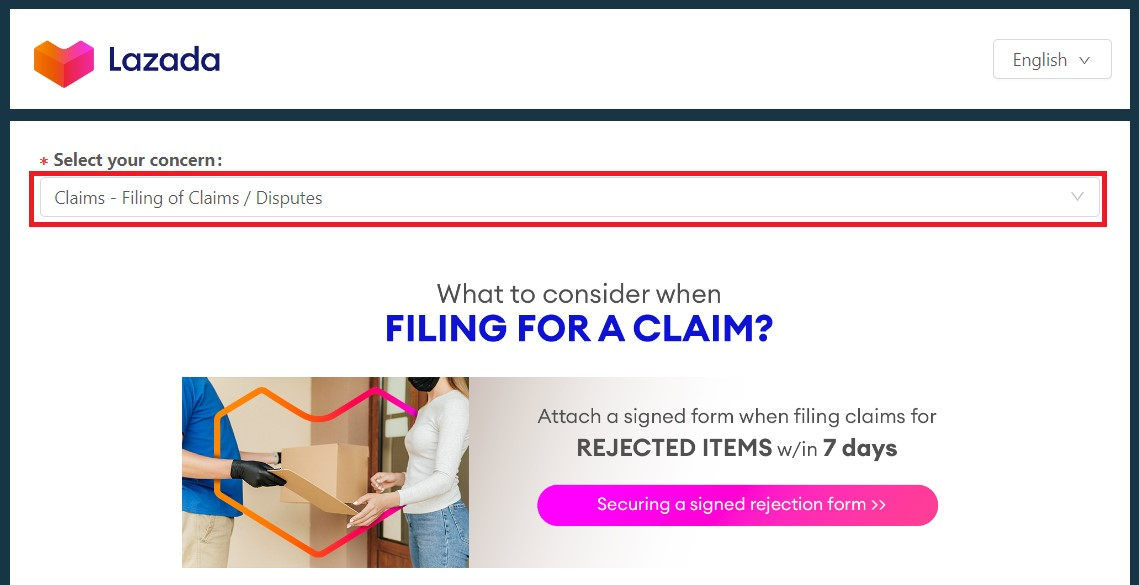 Lazada
English
* Select your concern:
Claims - Filing of Claims / Disputes
What to consider when
FILING FOR A CLAIM?
Attach a signed form when filing claims for
REJECTED ITEMS w/in 7 days
Securing a signed rejection form >>